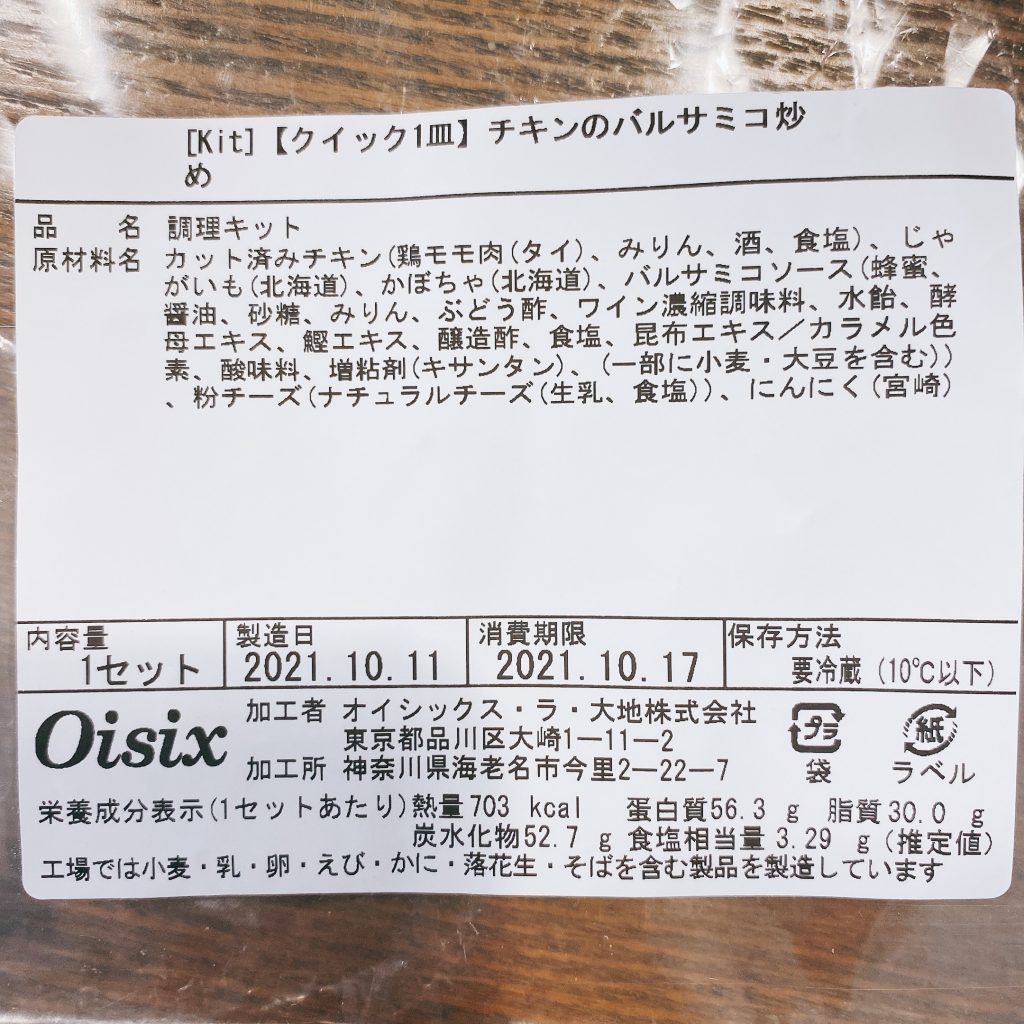 [Kit]【クイック1皿】チキンのバルサミコ炒
め
品名 調理キット
原材料名 カット済みチキン(鶏モモ肉(タイ)、みりん、酒、食塩)、じゃ
がいも(北海道)、かぼちゃ(北海道)、バルサミコソース(蜂蜜、
醤油、砂糖、みりん、ぶどう酢、ワイン濃縮調味料、水飴、酵
母エキス、鰹エキス、醸造酢、食塩、昆布エキス/カラメル色
素、酸味料、増粘剤(キサンタン)、(一部に小麦・大豆を含む))
、粉チーズ(ナチュラルチーズ(生乳、食塩))、にんにく(宮崎)
内容量 製造日 消費期限 保存方法
1セット 2021.10.11 2021.10.17 要冷蔵(10℃以下)
Oisix
加工者 オイシックス・ラ・大地株式会社
東京都品川区大崎1—11—2
加工所 神奈川県海老名市今里2—22—7
プラ 紙
袋 ラベル
栄養成分表示(1セットあたり)熱量703 kcal 蛋白質56.3 g 脂質30.0 g
炭水化物52.7 g 食塩相当量 3.29 g(推定値)
工場では小麦・乳・卵・えび・かに・落花生・そばを含む製品を製造しています